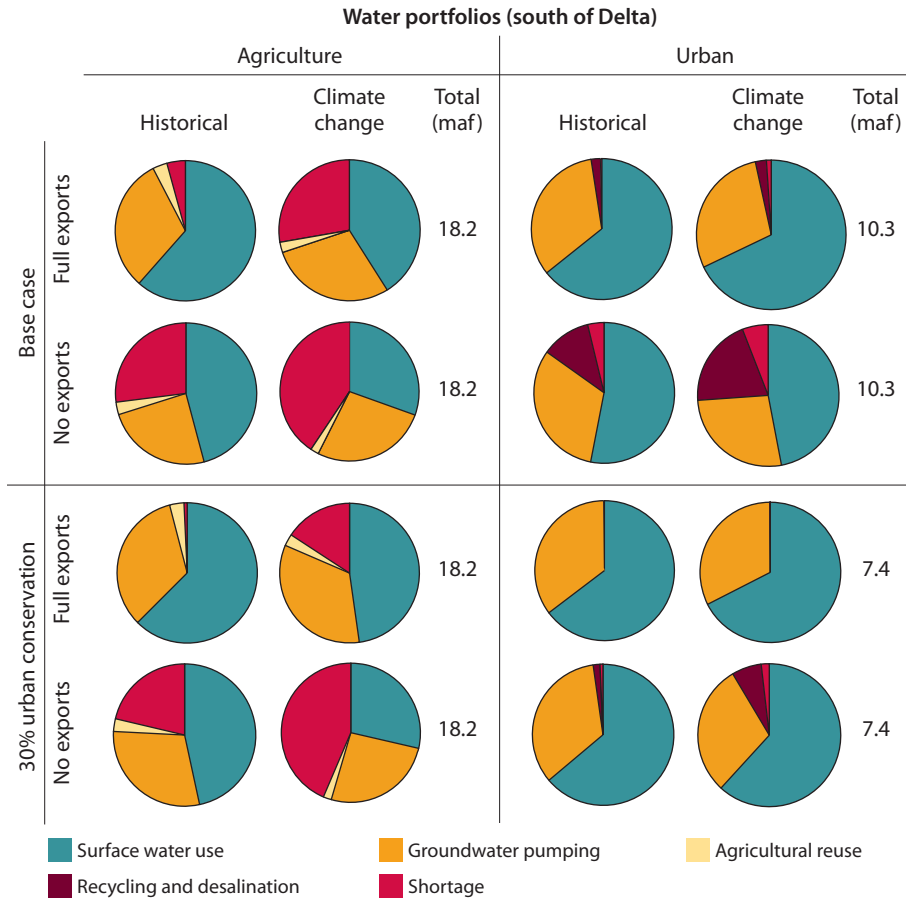 Water portfolios (south of Delta)
Agriculture
Urban
Historical
Climate
change
Total
(maf)
Historical
Climate
change
Total
(maf)
Base case
Full exports
18.2
10.3
No exports
18.2
10.3
30% urban conservation
Full exports
18.2
7.4
No exports
18.2
7.4
Surface water use
Groundwater pumping
Agricultural reuse
Recycling and desalination
Shortage